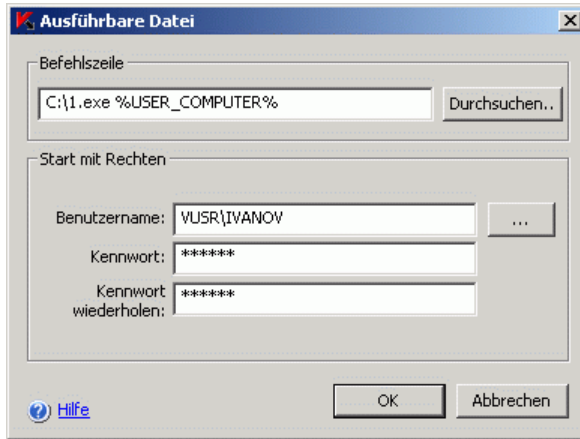 Ausführbare Datei
Befehlszeile
C:\1.exe %USER_COMPUTER%
Durchsuchen..
Start mit Rechten
Benutzername:
VUSR\IVANOV
...
Kennwort:
******
Kennwort
wiederholen:
******
Hilfe
OK
Abbrechen